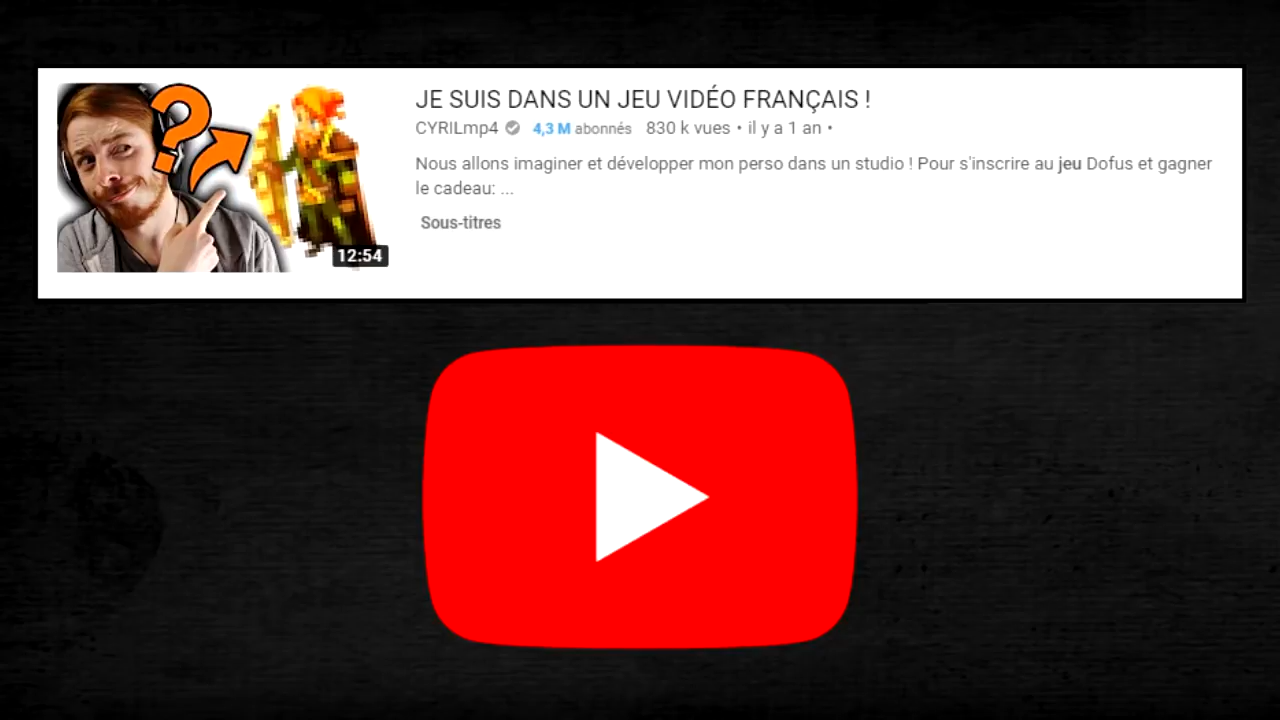 JE SUIS DANS UN JEU VIDÉO FRANÇAIS !
CYRILmp4 4,3 M abonnés 830 k vues • il y a 1 an •
Nous allons imaginer et développer mon perso dans un studio ! Pour s'inscrire au jeu Dofus et gagner
le cadeau: ...
Sous-titres
?
12:54